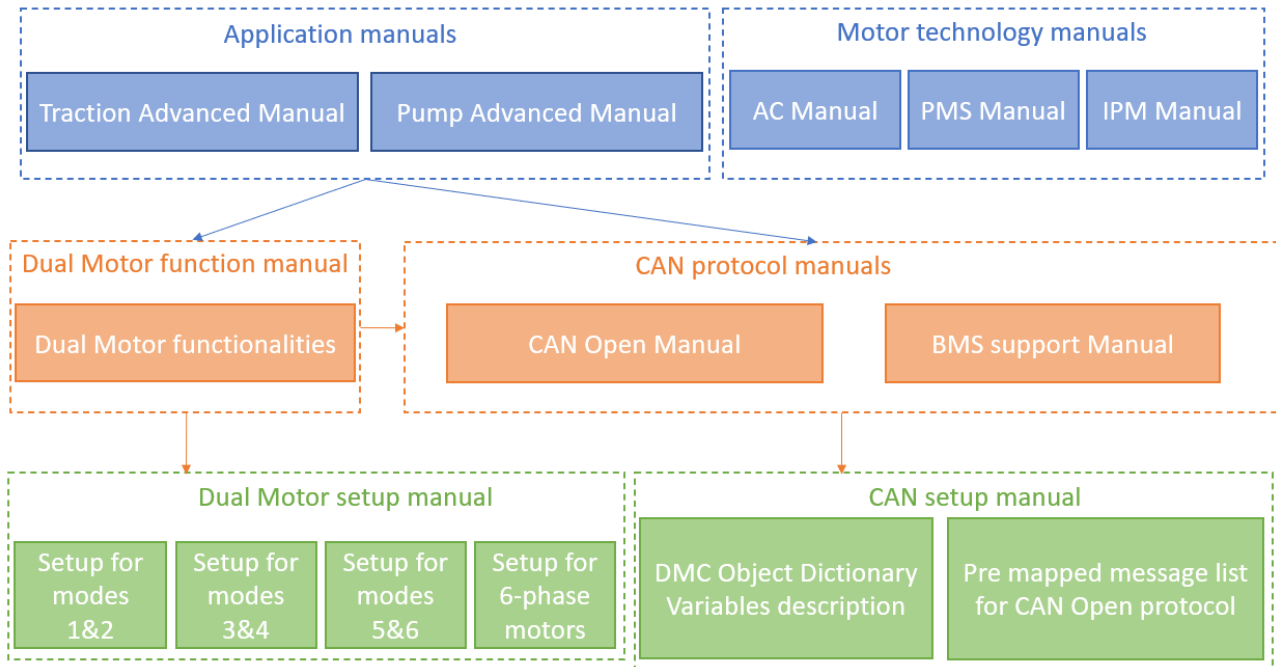 Application manuals
Traction Advanced Manual
Pump Advanced Manual
Motor technology manuals
AC Manual
PMS Manual
IPM Manual
Dual Motor function manual
Dual Motor functionalities
CAN protocol manuals
CAN Open Manual
BMS support Manual
Dual Motor setup manual
Setup for
modes
1&2
Setup for
modes
3&4
Setup for
modes
5&6
Setup for
6-phase
motors
CAN setup manual
DMC Object Dictionary
Variables description
Pre mapped message list
for CAN Open protocol